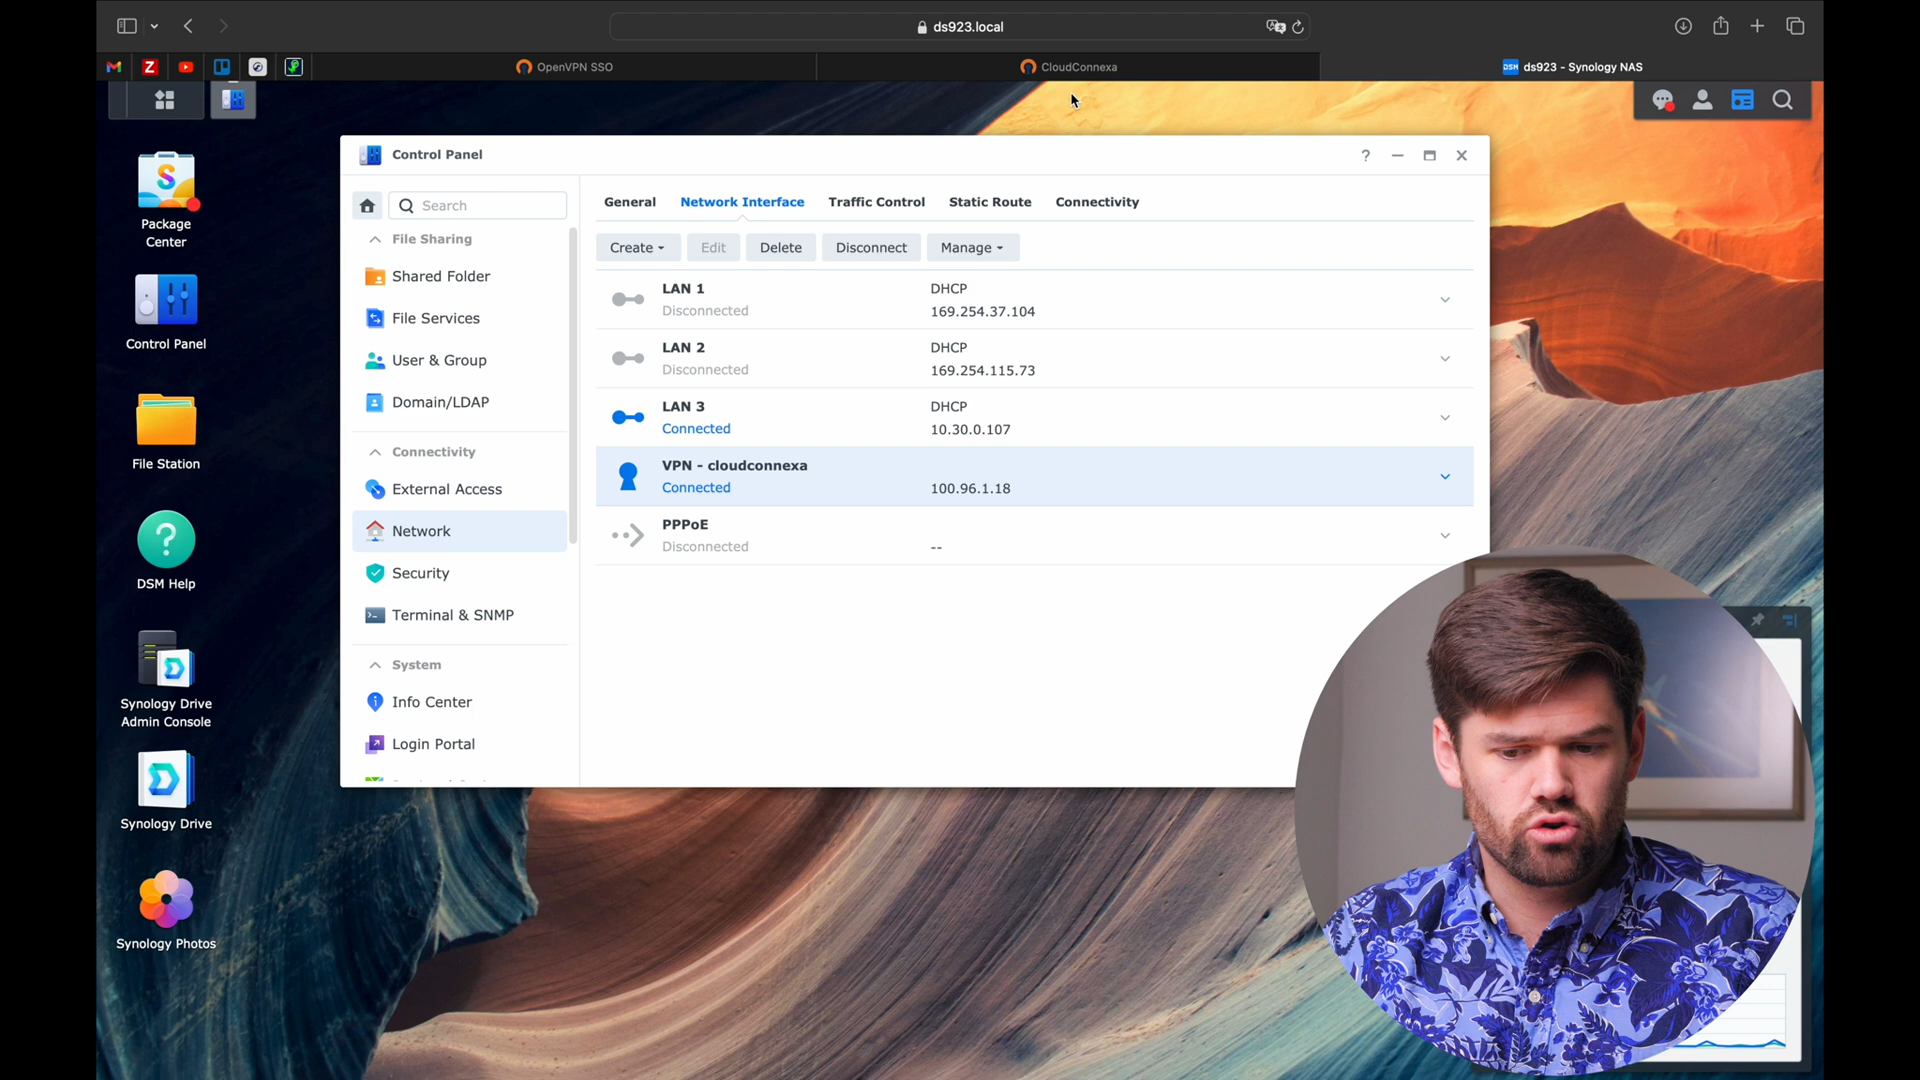 ds923.local
OpenVPN SSO
CloudConnexa
DSM ds923 - Synology NAS
Package
Center
Control Panel
File Station
DSM Help
Synology Drive
Admin Console
Synology Drive
Synology Photos
Control Panel
Search
File Sharing
Shared Folder
File Services
User & Group
Domain/LDAP
Connectivity
External Access
Network
Security
Terminal & SNMP
System
Info Center
Login Portal
General Network Interface Traffic Control Static Route Connectivity
Create Edit Delete Disconnect Manage
LAN 1 DHCP
Disconnected 169.254.37.104
LAN 2 DHCP
Disconnected 169.254.115.73
LAN 3 DHCP
Connected 10.30.0.107
VPN - cloudconnexa
Connected 100.96.1.18
PPPoE
Disconnected --